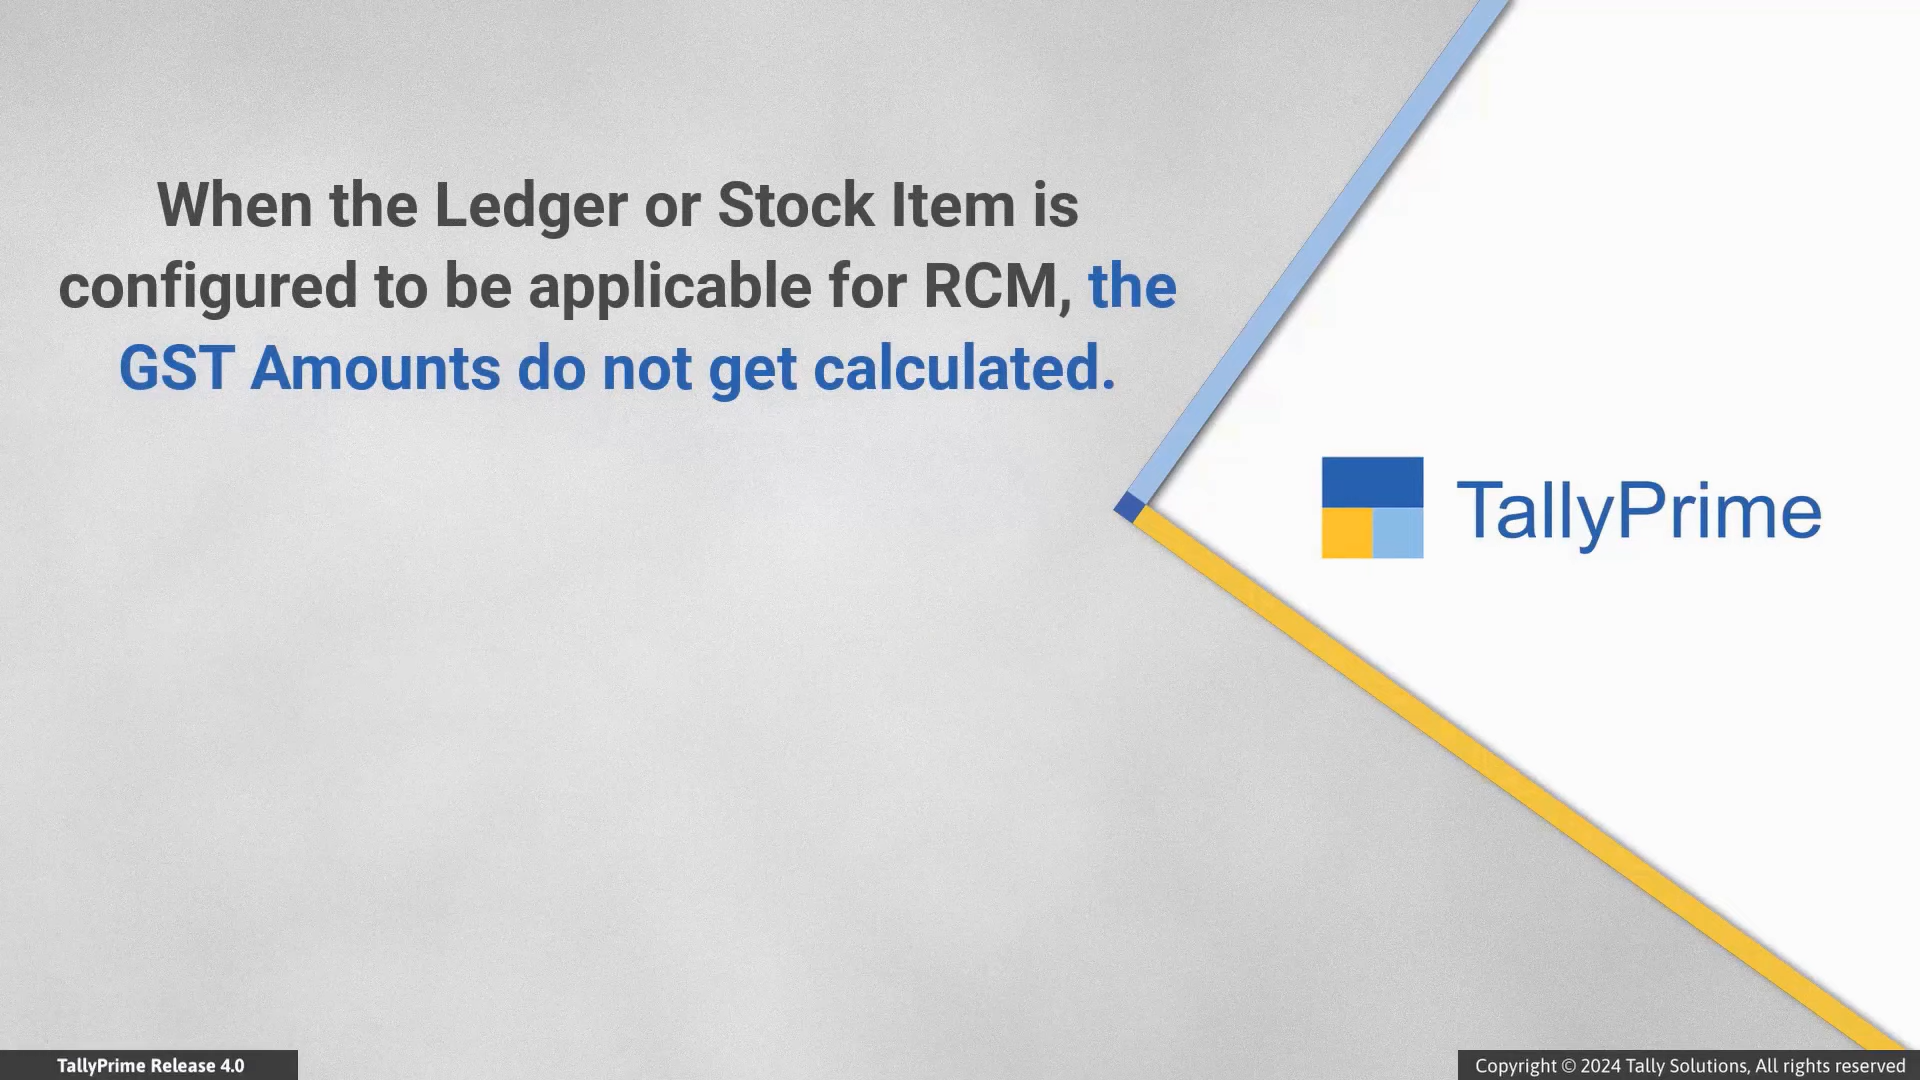 When the Ledger or Stock Item is
configured to be applicable for RCM, the
GST Amounts do not get calculated.
TallyPrime
TallyPrime Release 4.0
Copyright © 2024 Tally Solutions, All rights reserved